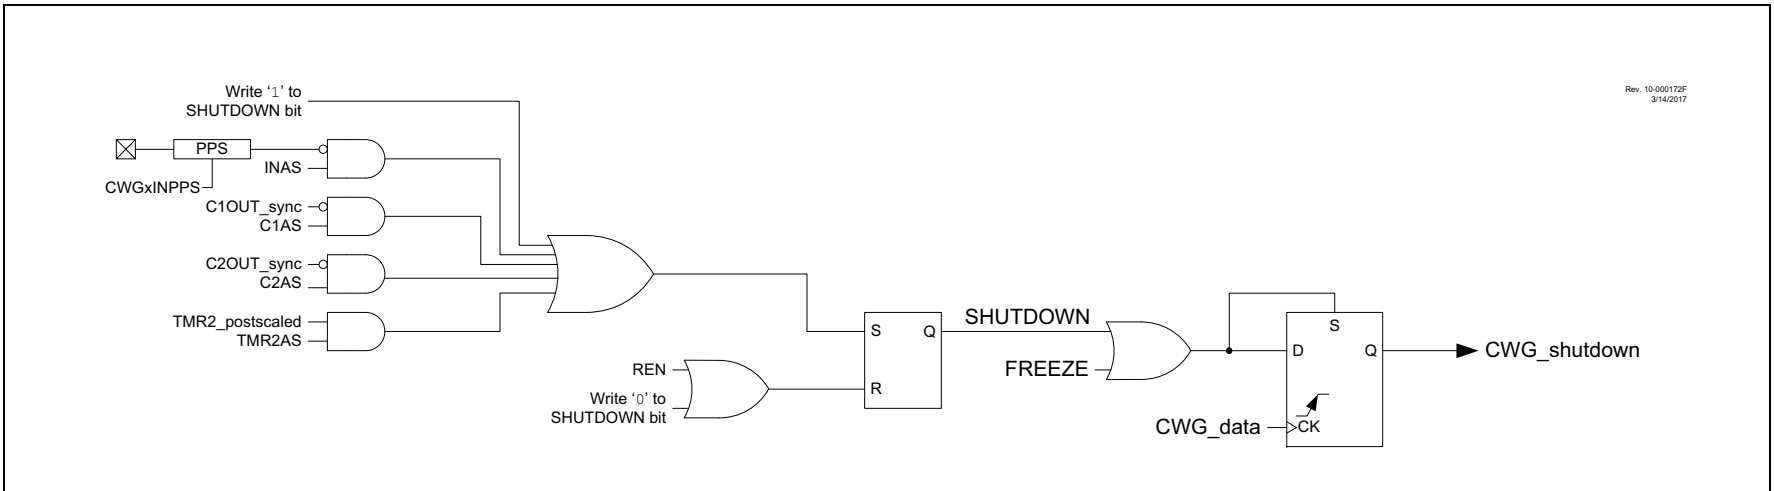 Write ‘1’ to
SHUTDOWN bit
Rev. 10-000172F
3/14/2017
PPS
INAS
CWGxINPPS
C1OUT_sync
C1AS
C2OUT_sync
C2AS
TMR2_postscaled
TMR2AS
S
Q
R
REN
Write ‘0’ to
SHUTDOWN bit
SHUTDOWN
FREEZE
S
D
Q
CWG_shutdown
CWG_data
CK